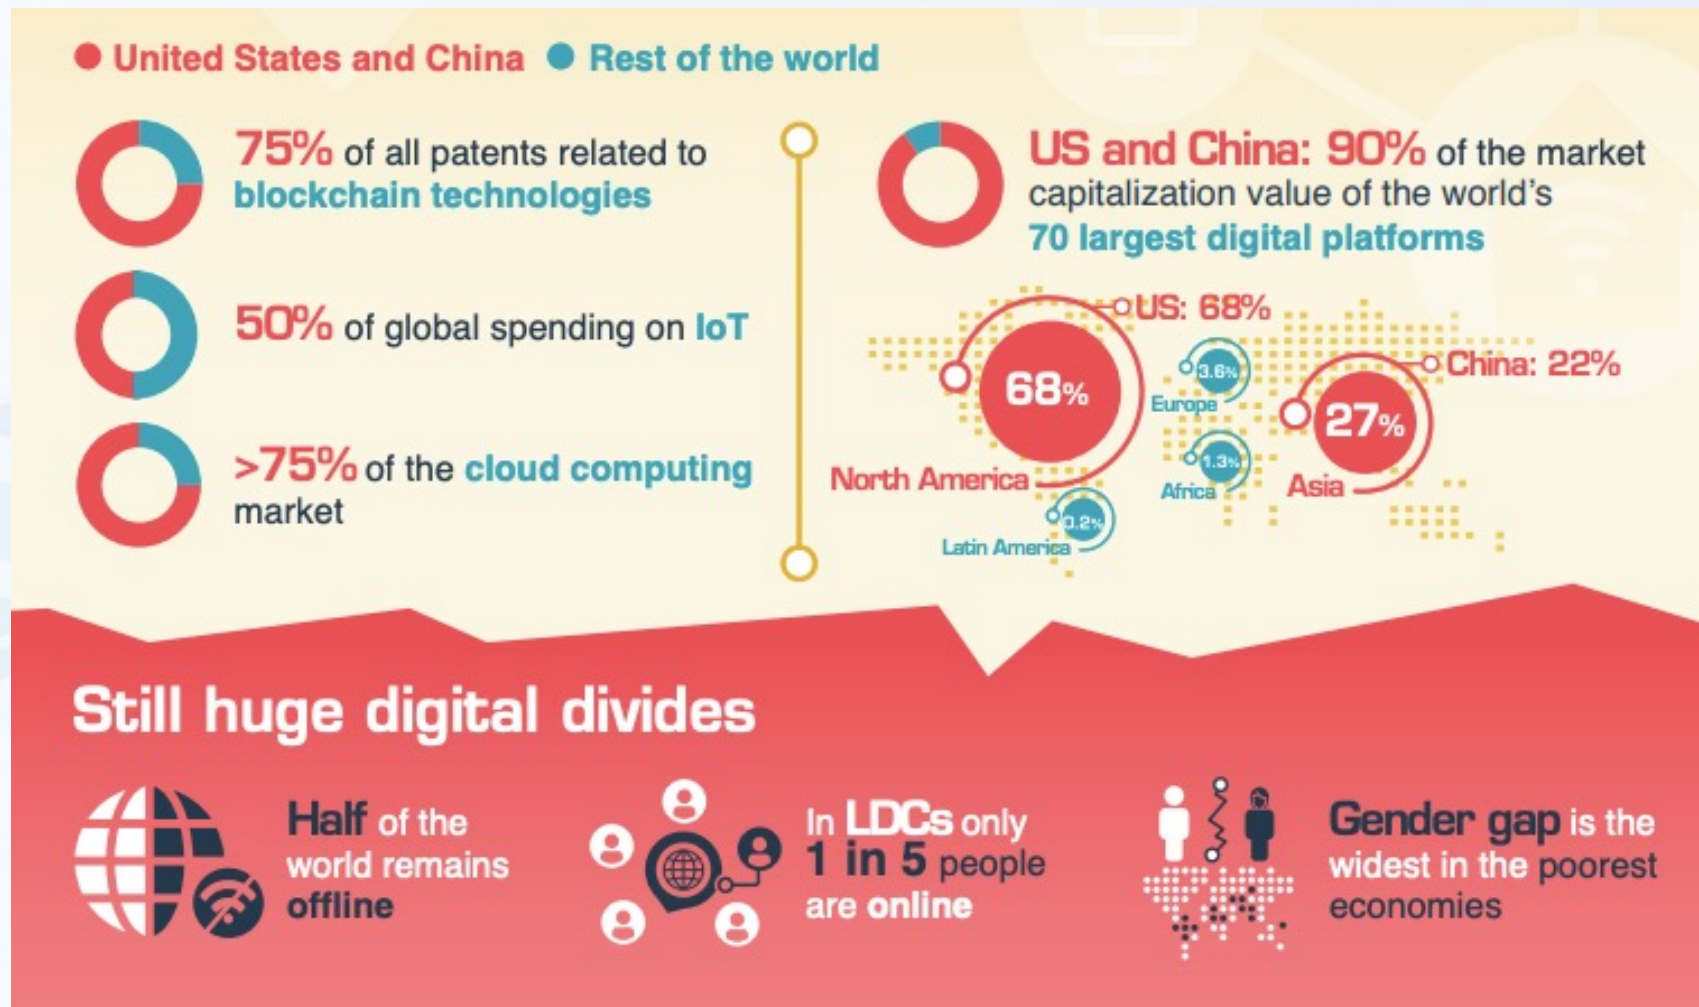 United States and China Rest of the world
75% of all patents related to
blockchain technologies
50% of global spending on IoT
>75% of the cloud computing
market
US and China: 90% of the market
capitalization value of the world's
70 largest digital platforms
US: 68%
68%
North America
3.6%
Europe
China: 22%
27%
Asia
1.3%
Africa
0.2%
Latin America
Still huge digital divides
Half of the
world remains
offline
In LDCs only
1 in 5 people
are online
Gender gap is the
widest in the poorest
economies